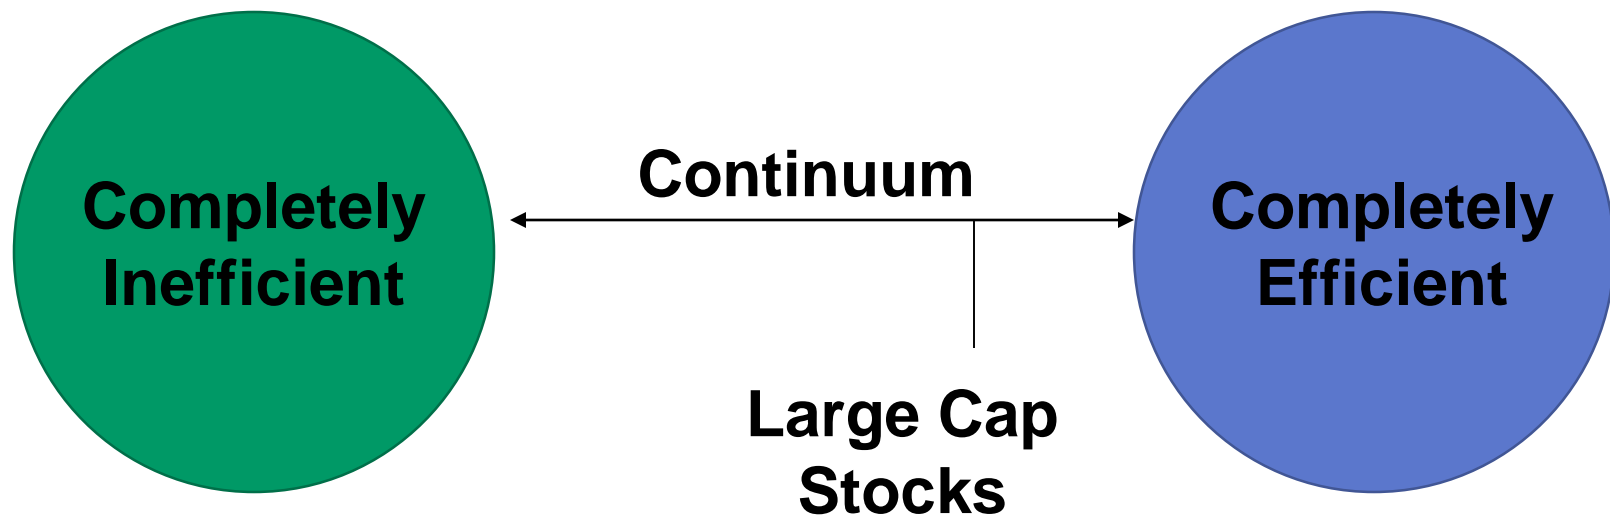 Completely
Inefficient
Continuum
Large Cap
Stocks
Completely
Efficient